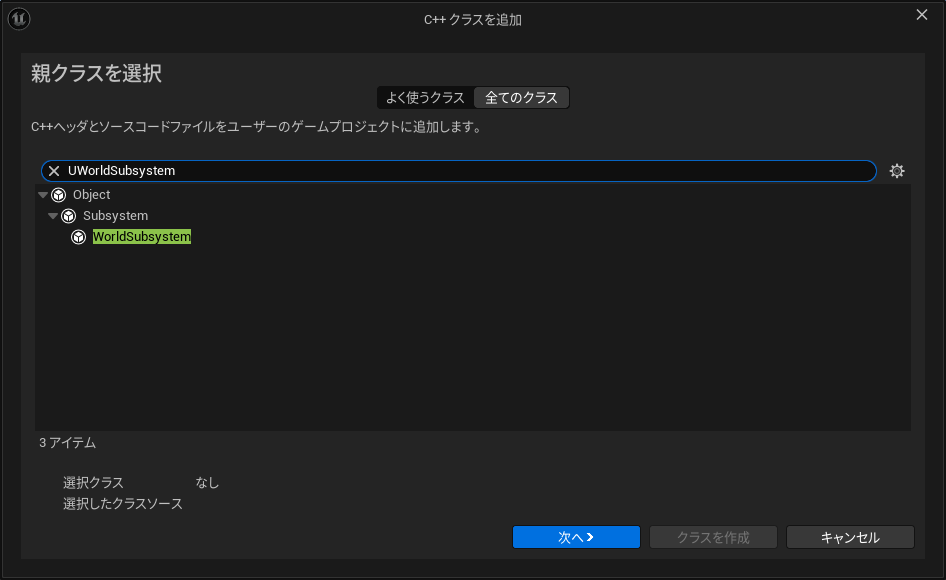 C++ クラスを追加
親クラスを選択
よく使うクラス 全てのクラス
C++ヘッダとソースコードファイルをユーザーのゲームプロジェクトに追加します。
UWorldSubsystem
Object
Subsystem
WorldSubsystem
3 アイテム
選択クラス なし
選択したクラスソース
次へ クラスを作成 キャンセル